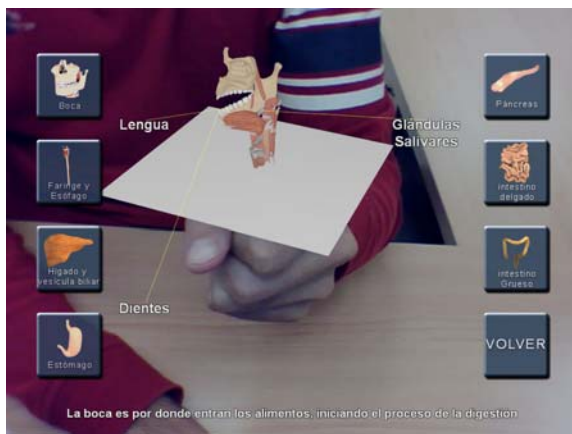 Boca
Faringe y
Esófago
Hígado y
vesícula biliar
Estómago
Lengua
Dientes
Glándulas
Salivares
Páncreas
intestino
delgado
intestino
Grueso
VOLVER
La boca es por donde entran los alimentos, iniciando el proceso de la digestión